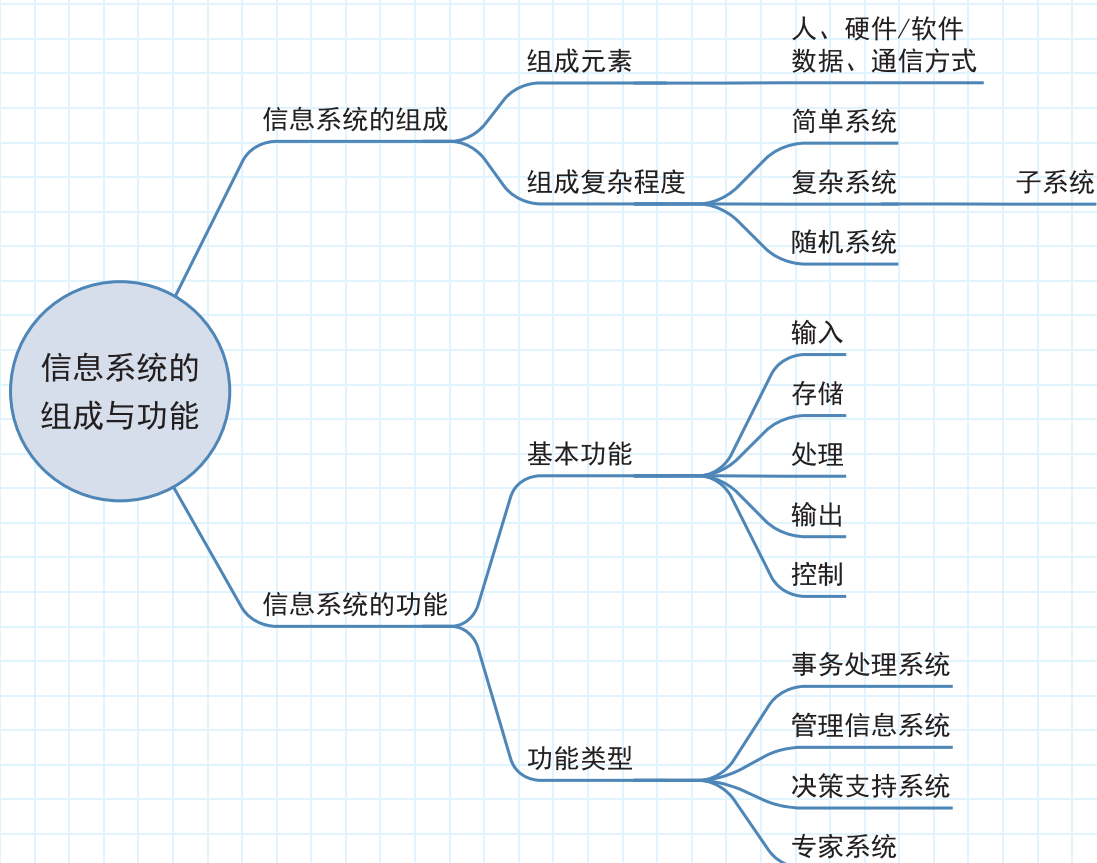 信息系统的
组成与功能
信息系统的组成
组成元素
人、硬件/软件
数据、通信方式
组成复杂程度
简单系统
复杂系统
子系统
随机系统
信息系统的功能
基本功能
输入
存储
处理
输出
控制
功能类型
事务处理系统
管理信息系统
决策支持系统
专家系统